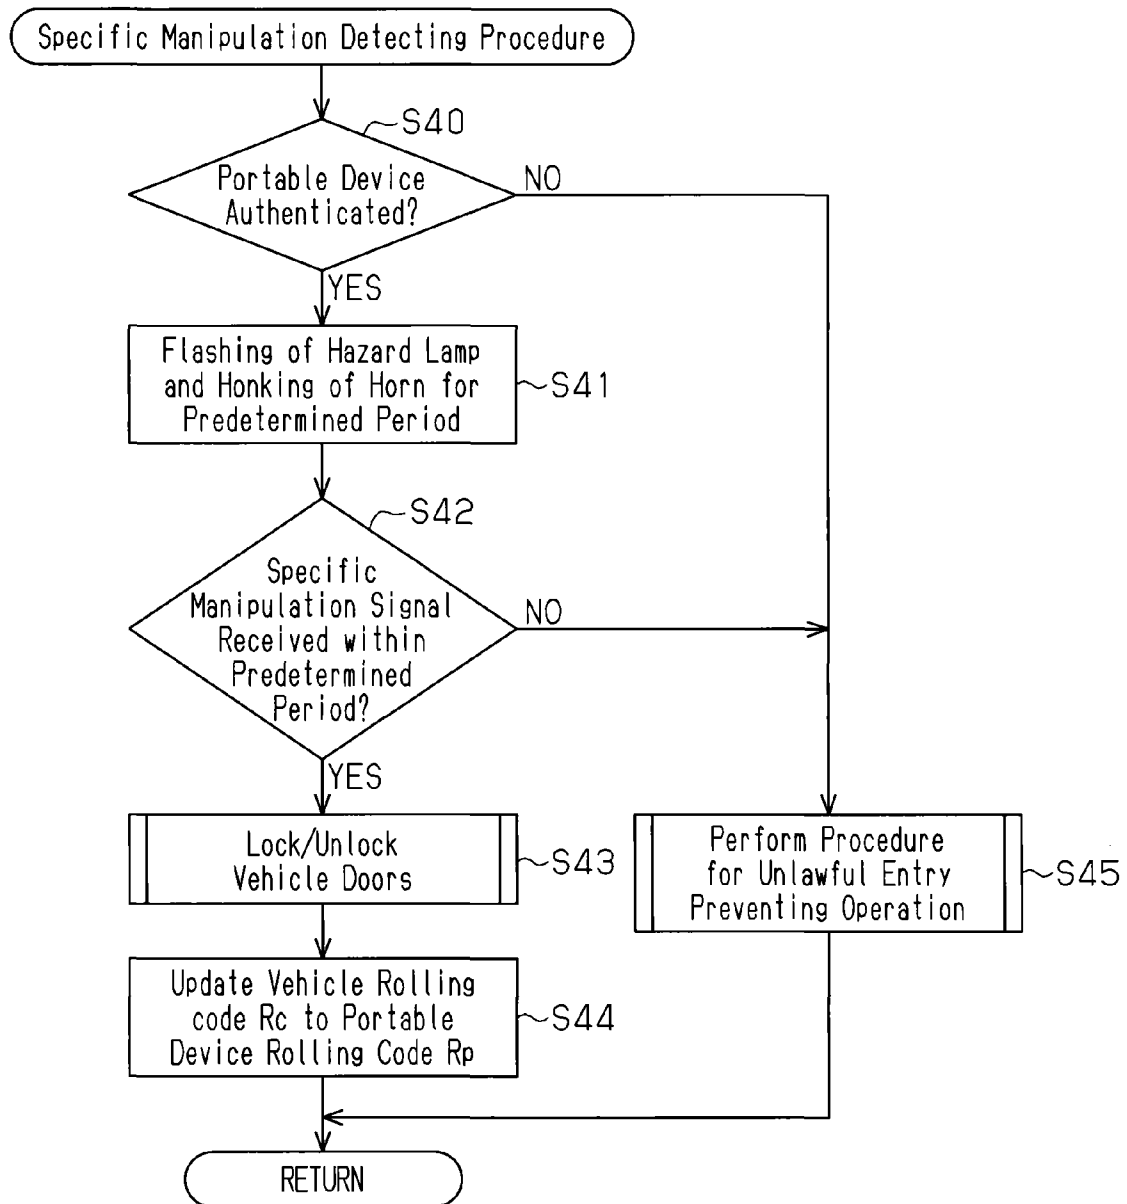 Specific Manipulation Detecting Procedure
S40
Portable Device
Authenticated?
NO
YES
Flashing of Hazard Lamp
and Honking of Horn for
Predetermined Period
S41
S42
Specific
Manipulation Signal
Received within
Predetermined
Period?
NO
YES
Lock/Unlock
Vehicle Doors
S43
Perform Procedure
for Unlawful Entry
Preventing Operation
S45
Update Vehicle Rolling
code Rc to Portable
Device Rolling Code Rp
S44
RETURN